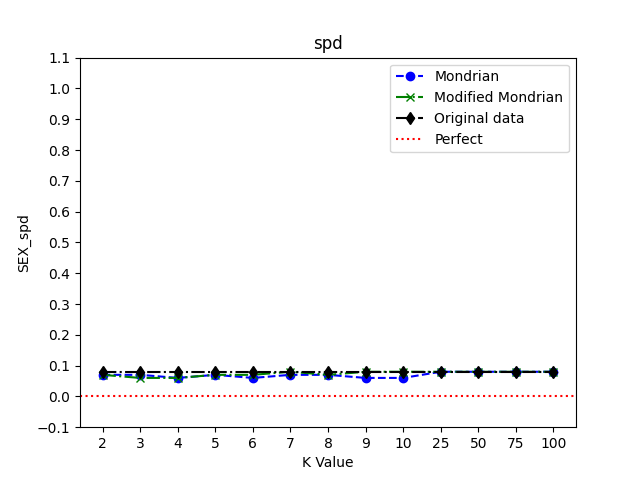 spd
1.1
1.0
0.9
0.8
0.7
0.6
0.5
0.4
0.3
0.2
0.1
0.0
−0.1
SEX_spd
Mondrian
Modified Mondrian
Original data
Perfect
2 3 4 5 6 7 8 9 10 25 50 75 100
K Value